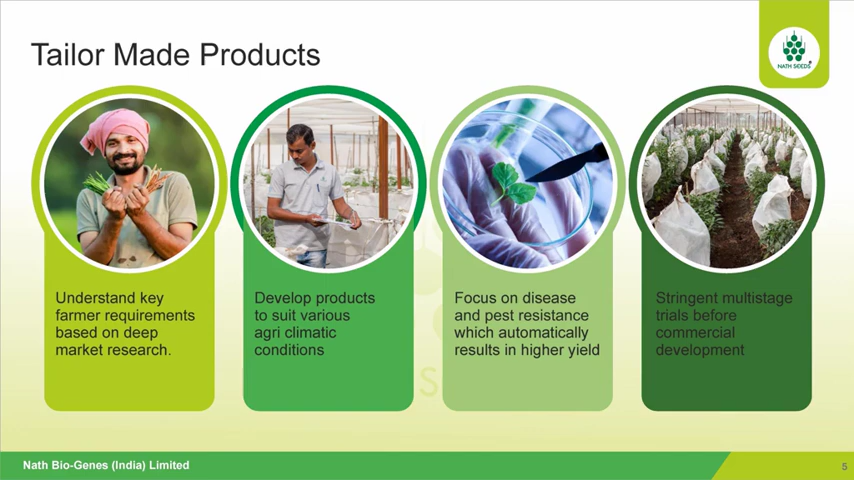 Tailor Made Products
NATH SEEDS
Understand key
farmer requirements
based on deep
market research.
Develop products
to suit various
agri climatic
conditions
Focus on disease
and pest resistance
which automatically
results in higher yield
Stringent multistage
trials before
commercial
development
Nath Bio-Genes (India) Limited
5